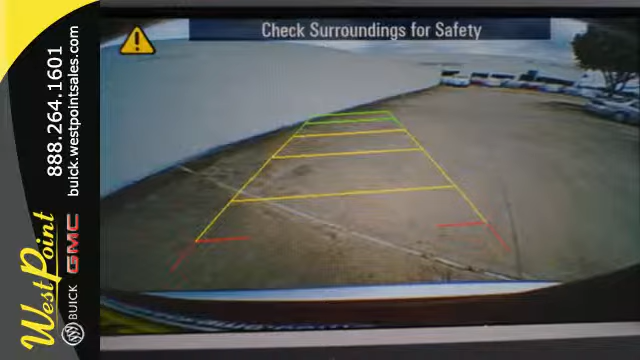 Check Surroundings for Safety
888.264.1601
buick.westpointsales.com
WestPoint
BUICK GMC